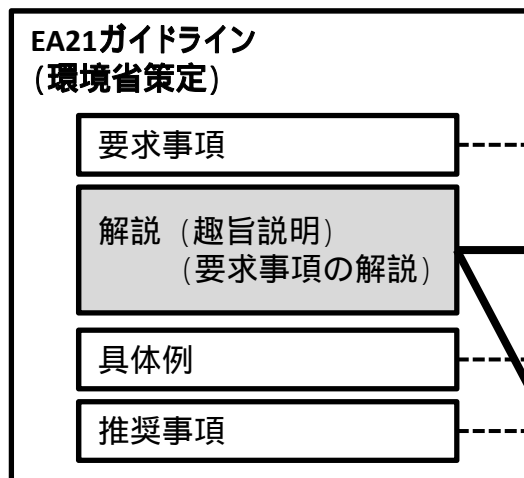 EA21ガイドライン
(環境省策定)
要求事項
解説（趣旨説明)
(要求事項の解説)
具体例
推奨事項